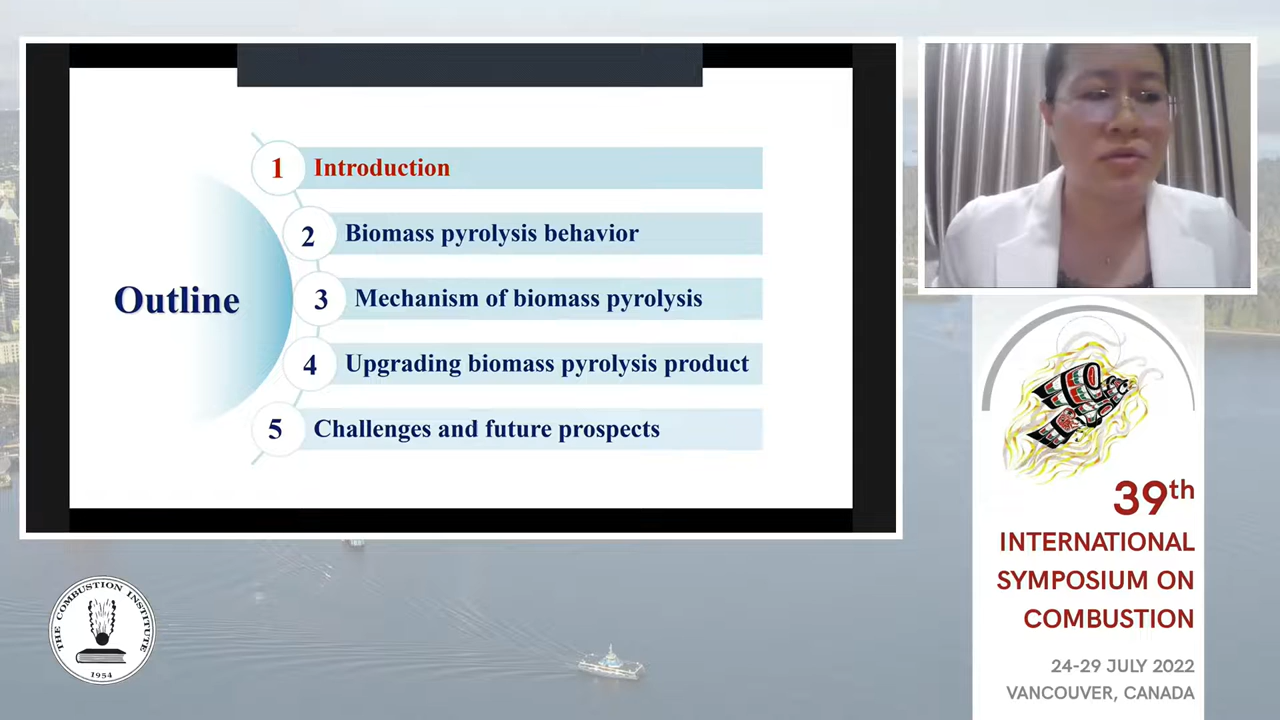 Outline
1 Introduction
2 Biomass pyrolysis behavior
3 Mechanism of biomass pyrolysis
4 Upgrading biomass pyrolysis product
5 Challenges and future prospects
39th
INTERNATIONAL
SYMPOSIUM ON
COMBUSTION
24-29 JULY 2022
VANCOUVER, CANADA
THE COMBUSTION INSTITUTE
1954